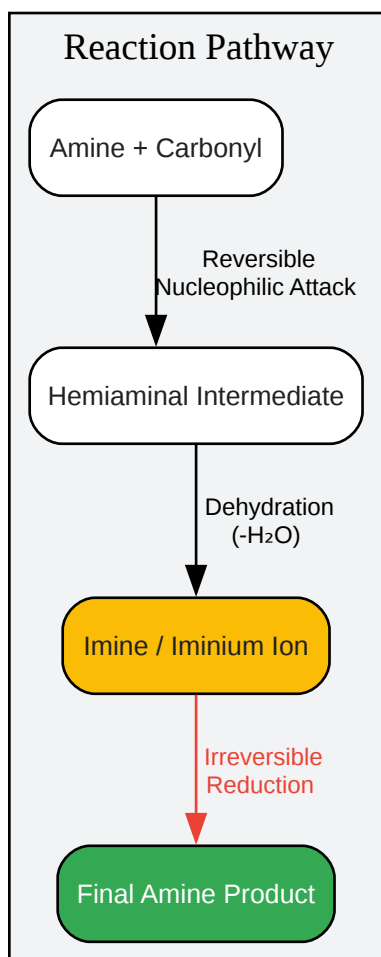 Reaction Pathway
Amine + Carbonyl
Reversible
Nucleophilic Attack
Hemiaminal Intermediate
Dehydration
(-H₂O)
Imine / Iminium Ion
Irreversible
Reduction
Final Amine Product